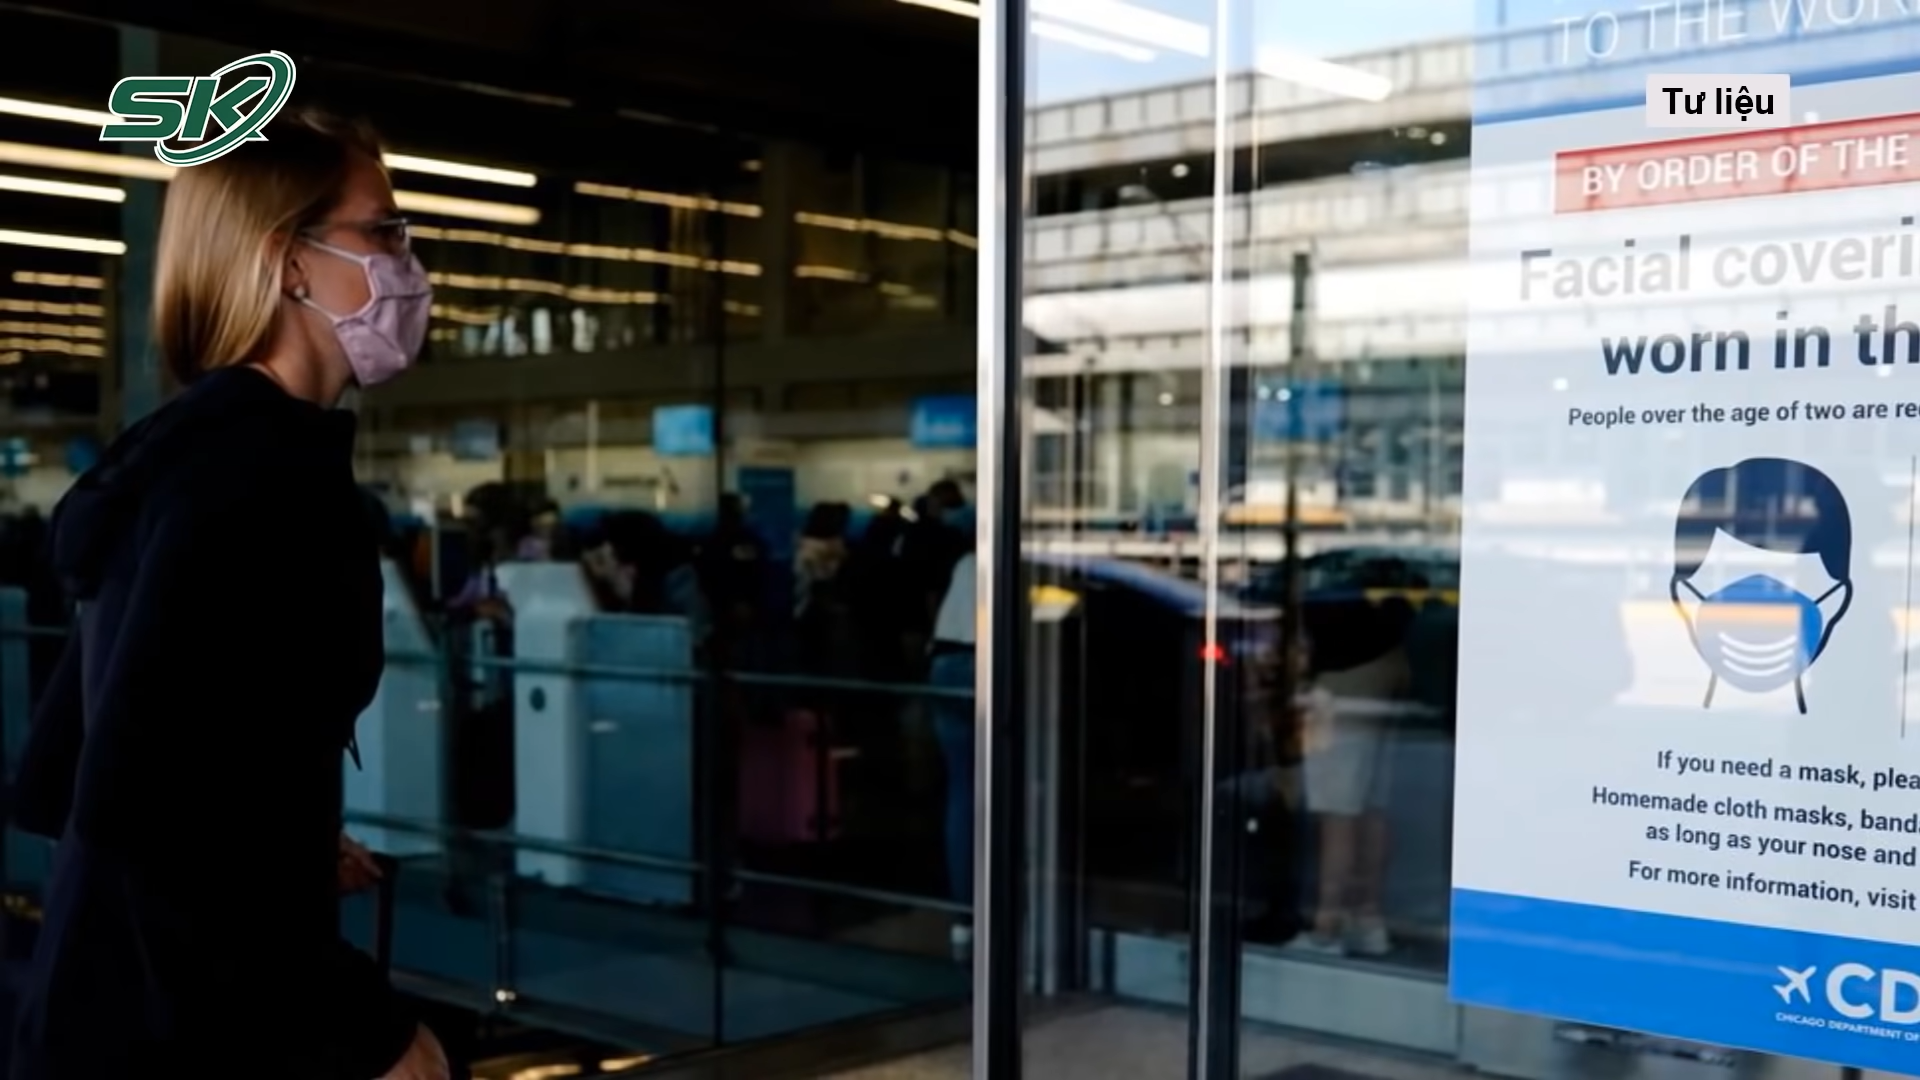 SK
TO THE WOR
Tư liệu
BY ORDER OF THE
Facial coveri
worn in th
People over the age of two are re
If you need a mask, plea
Homemade cloth masks, banda
as long as your nose and
For more information, visit
CD
CHICAGO DEPARTMENT O